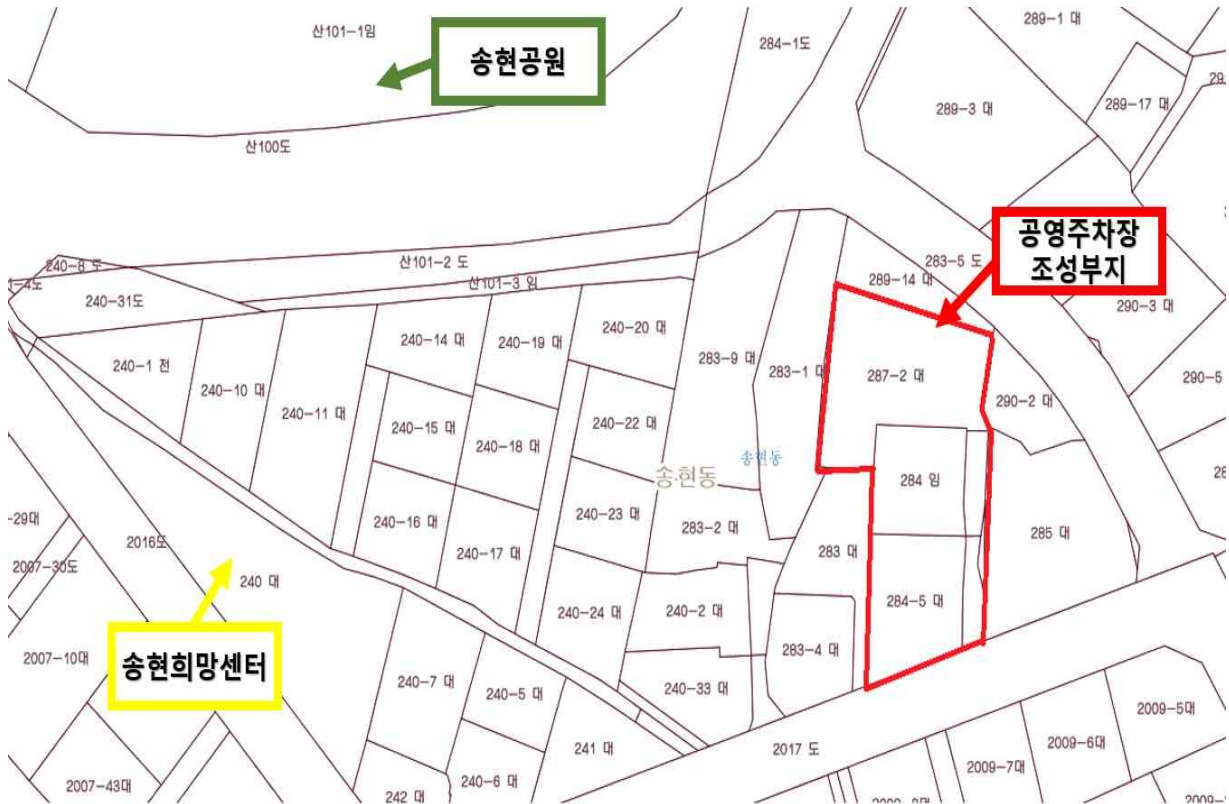 산101-1임
송현공원
284-1도
289-1 대
289-3 대
289-17 대
산100도
공영주차장
조성부지
283-5 도
289-14 대
290-3 대
240-8 도
산101-2 도
산101-3 임
240-31도
240-1 전
240-10 대
240-11 대
240-14 대
240-19 대
240-20 대
283-9 대
283-1 대
287-2 대
290-2 대
290-5
240-15 대
240-18 대
240-22 대
송현동
송현동
284 임
240-16 대
240-17 대
240-23 대
283-2 대
283 대
285 대
-29대
2007-30도
2016도
240 대
240-24 대
240-2 대
284-5 대
송현희망센터
2007-10대
283-4 대
240-7 대
240-5 대
240-33 대
241 대
2017 도
2009-5대
2009-6대
2009-7대
2007-43대
242 대
240-6 대